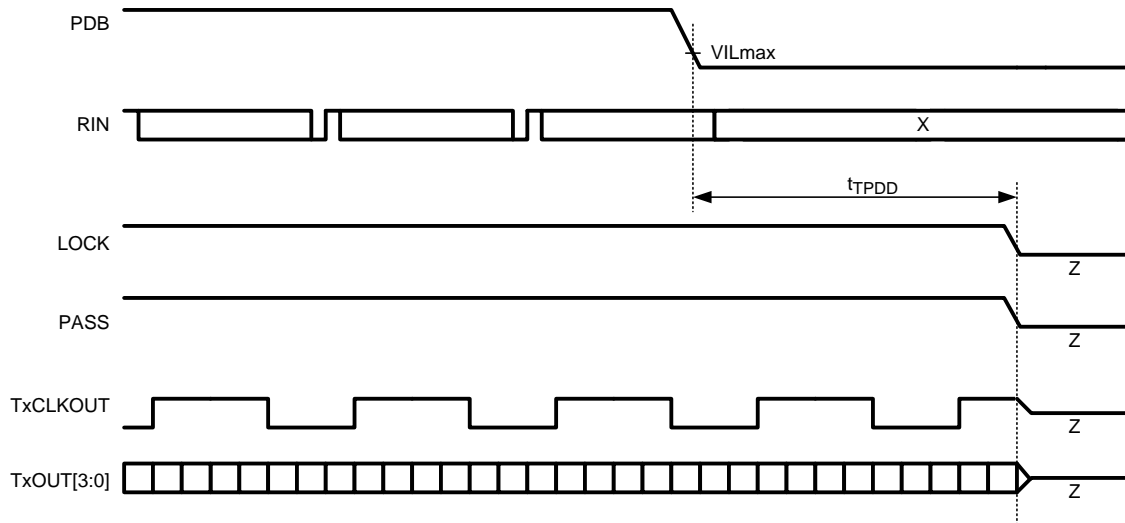 PDB
VILmax
RIN
X
tTPDD
LOCK
Z
PASS
Z
TxCLKOUT
Z
TxOUT[3:0]
Z